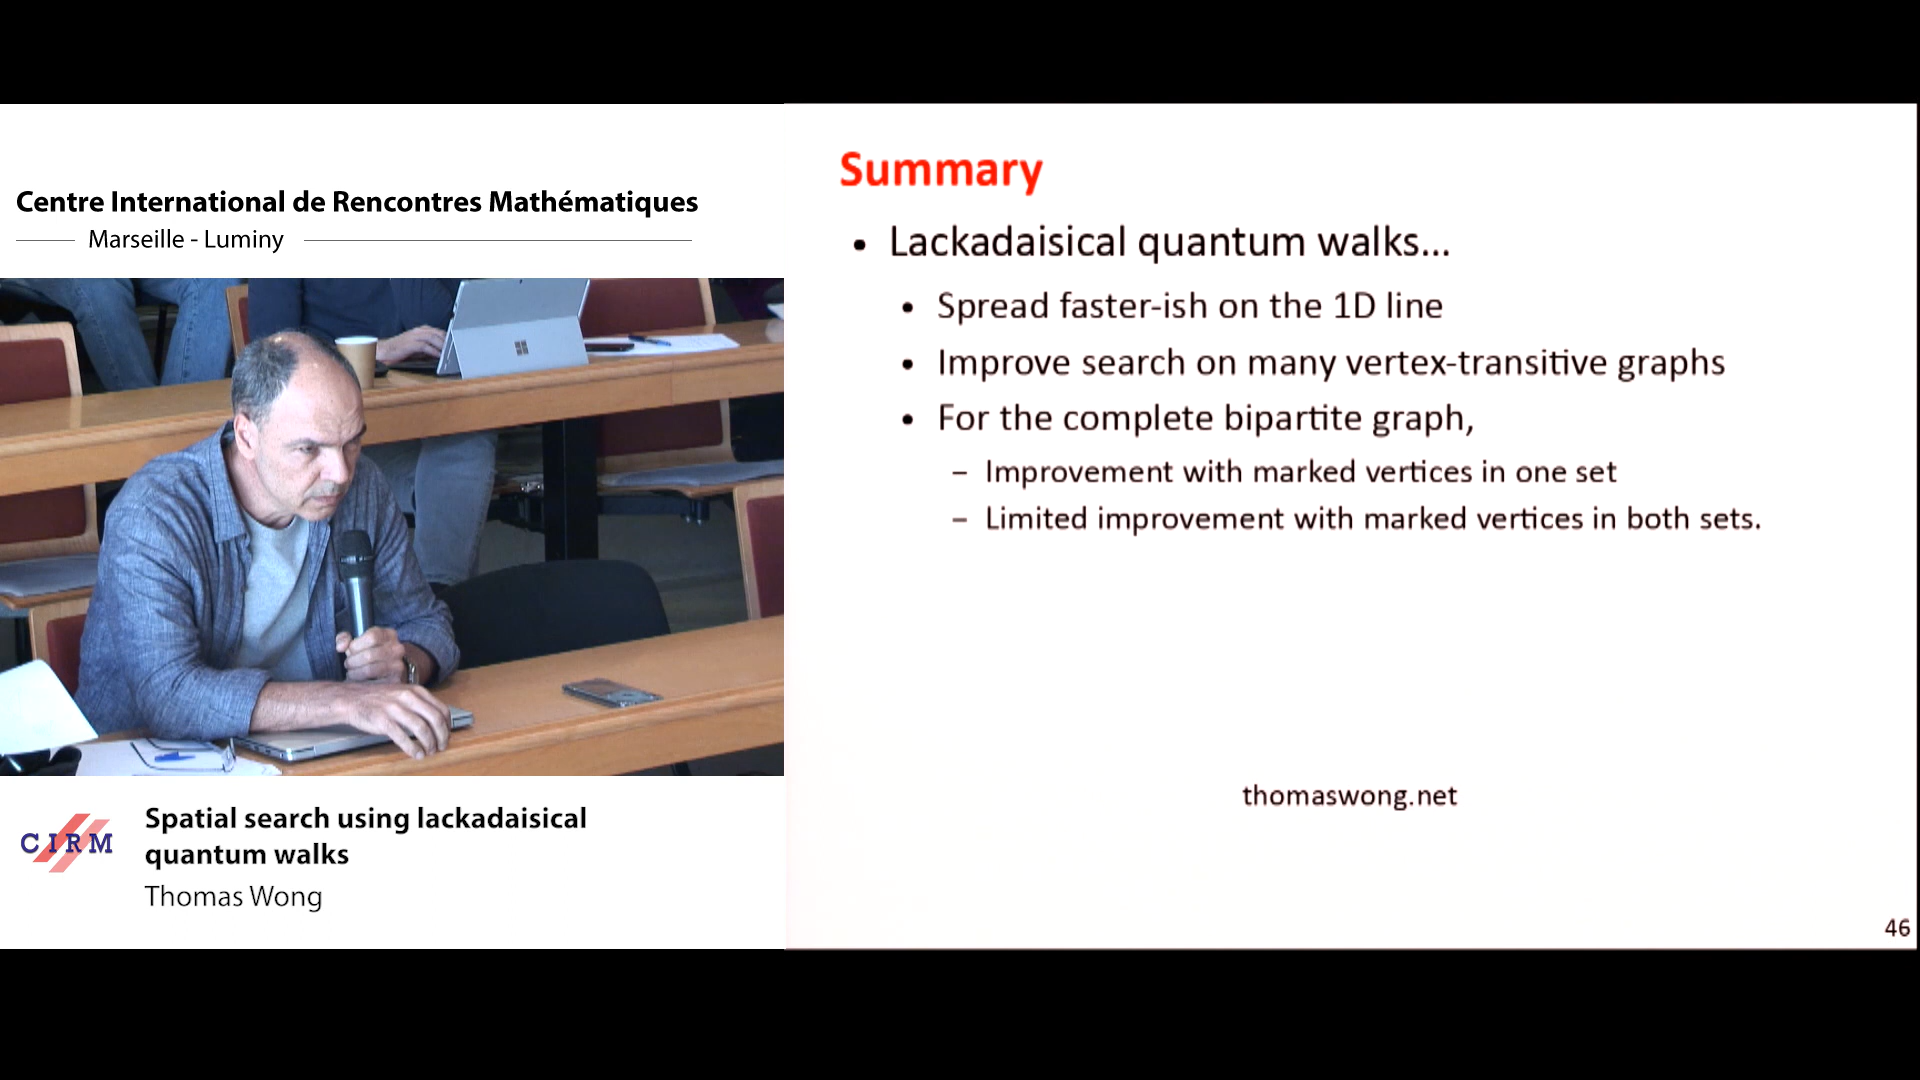 Centre International de Rencontres Mathématiques
Marseille - Luminy
CIRM
Spatial search using lackadaisical
quantum walks
Thomas Wong
Summary
• Lackadaisical quantum walks...
• Spread faster-ish on the 1D line
• Improve search on many vertex-transitive graphs
• For the complete bipartite graph,
– Improvement with marked vertices in one set
– Limited improvement with marked vertices in both sets.
thomaswong.net
46